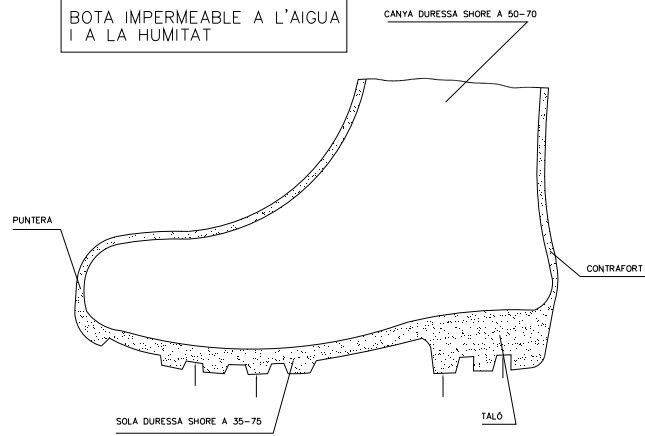 BOTA IMPERMEABLE A L'AIGUA
I A LA HUMITAT
CANYA DURESSA SHORE A 50-70
PUNTERA
CONTRAFORT
SOLA DURESSA SHORE A 35-75
TALÓ